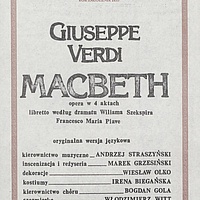 GIUSEPPE
VERDI
MACBETH
opera w 4 aktach
libretto według dramatu Wiliama Szekspira
Francesco Maria Piave
oryginalna wersja językowa
kierownictwo muzyczne ANDRZEJ STRASZYŃSKI
inscenizacja i reżyseria MAREK GRZESIŃSKI
dekoracje WIESŁAW OLKO
kostiumy IRENA BIEGAŃSKA
kierownictwo chóru BOGDAN GOLA
WŁODZIMIERZ WITT